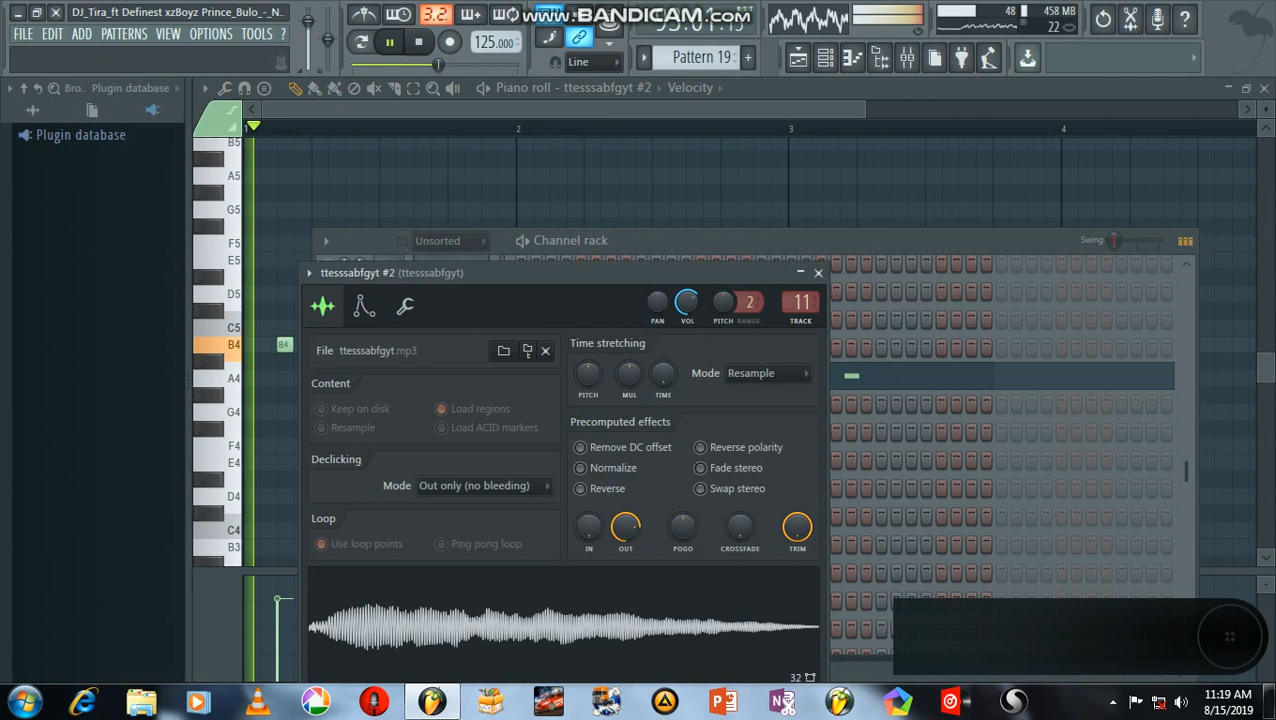 DJ_Tira_ft Definest xzBoyz Prince_Bulo_-_N..
FILE EDIT ADD PATTERNS VIEW OPTIONS TOOLS ?
3.2
www.BANDICAM.com
125.000
Line
Pattern 19
48
458 MB
22
Bro.. Plugin database
Piano roll - ttesssabfgyt #2 Velocity
Plugin database
1 2 3 4
B5
A5
G5
F5
E5
D5
C5
B4
B4
A4
G4
F4
E4
D4
C4
B3
Unsorted
Channel rack
Swing
ttesssabfgyt #2 (ttesssabfgyt)
2 11
PAN VOL PITCH RANGE TRACK
File ttesssabfgyt.mp3
Content
Keep on disk Load regions
Resample Load ACID markers
Declicking
Mode Out only (no bleeding)
Loop
Use loop points Ping pong loop
Time stretching
Mode Resample
PITCH MUL TIME
Precomputed effects
Remove DC offset Reverse polarity
Normalize Fade stereo
Reverse Swap stereo
IN OUT POGO CROSSFADE TRIM
32
11:19 AM
8/15/2019